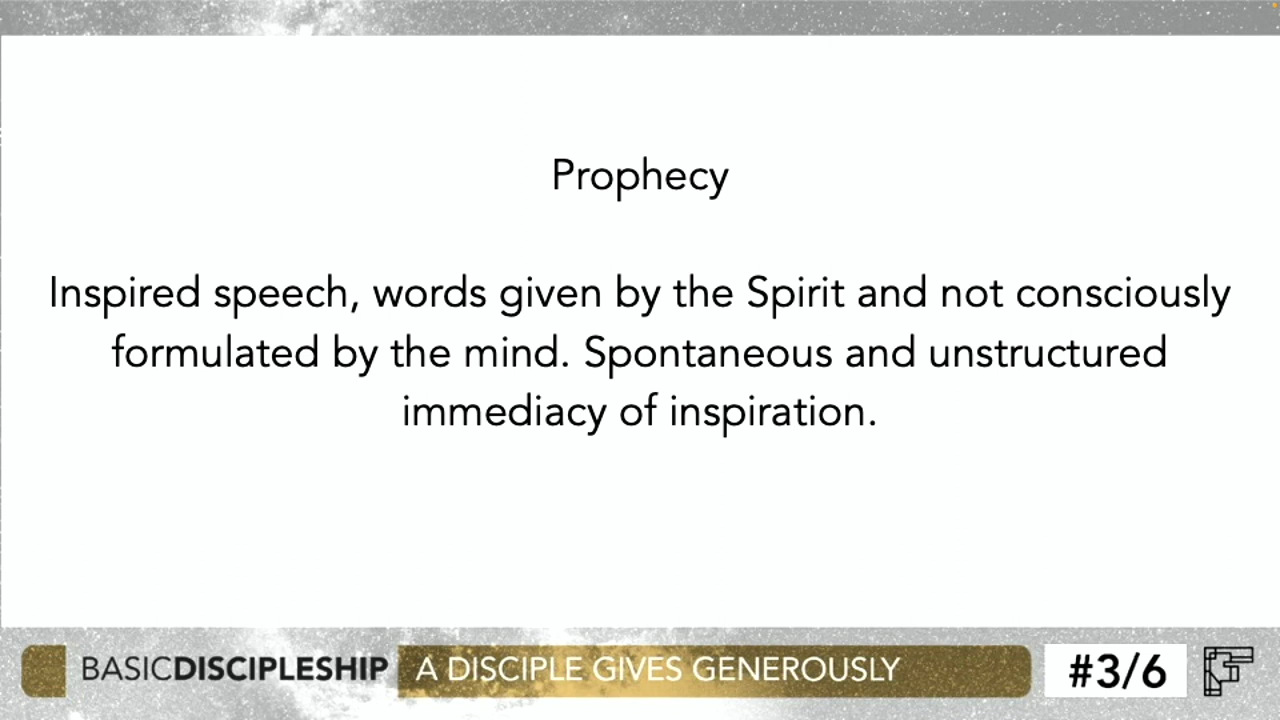 Prophecy
Inspired speech, words given by the Spirit and not consciously
formulated by the mind. Spontaneous and unstructured
immediacy of inspiration.
BASICDISCIPLESHIP A DISCIPLE GIVES GENEROUSLY #3/6